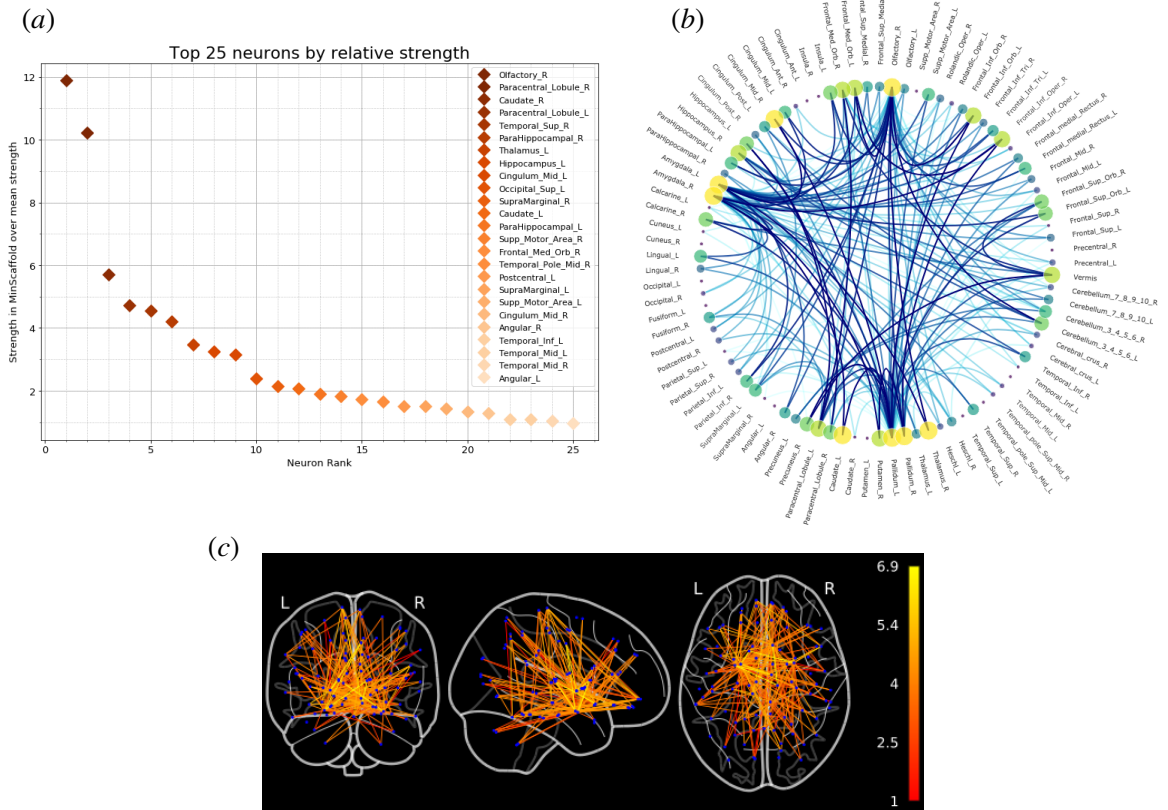 (a)
Top 25 neurons by relative strength
Strength in MinScaffold over mean strength
12
10
8
6
4
2
5
10
15
20
25
Neuron Rank
Olfactory_R
Paracentral_Lobule_R
Caudate_R
Paracentral_Lobule_L
Temporal_Sup_R
ParaHippocampal_R
Thalamus_L
Hippocampus_L
Cingulum_Mid_L
Occipital_Sup_L
SupraMarginal_R
Caudate_L
ParaHippocampal_L
Supp_Motor_Area_R
Frontal_Med_Orb_R
Temporal_Pole_Mid_R
Postcentral_L
SupraMarginal_L
Supp_Motor_Area_L
Cingulum_Mid_R
Angular_R
Temporal_Inf_L
Temporal_Mid_L
Temporal_Mid_R
Angular_L
(b)
Olfactory_R
Olfactory_L
Supp_Motor_Area_R
Supp_Motor_Area_L
Rolandic_Oper_R
Rolandic_Oper_L
Frontal_Inf_Orb_R
Frontal_Inf_Orb_L
Frontal_Inf_Tri_R
Frontal_Inf_Tri_L
Frontal_Inf_Oper_R
Frontal_Inf_Oper_L
Frontal_medial_Rectus_R
Frontal_medial_Rectus_L
Frontal_Mid_R
Frontal_Mid_L
Frontal_Sup_Orb_R
Frontal_Sup_Orb_L
Frontal_Sup_R
Frontal_Sup_L
Precentral_R
Precentral_L
Vermis
Cerebellum_7_8_9_10_R
Cerebellum_7_8_9_10_L
Cerebellum_3_4_5_6_R
Cerebellum_3_4_5_6_L
Cerebral_crus_R
Cerebral_crus_L
Temporal_Inf_R
Temporal_Inf_L
Temporal_Mid_R
Temporal_Mid_L
Temporal_pole_Sup_Mid_R
Temporal_pole_Sup_Mid_L
Temporal_Sup_R
Temporal_Sup_L
Heschl_R
Heschl_L
Thalamus_R
Thalamus_L
Pallidum_R
Pallidum_L
Putamen_R
Putamen_L
Caudate_R
Caudate_L
Paracentral_Lobule_R
Paracentral_Lobule_L
Precuneus_R
Precuneus_L
Angular_R
Angular_L
SupraMarginal_R
SupraMarginal_L
Parietal_Inf_R
Parietal_Inf_L
Parietal_Sup_R
Parietal_Sup_L
Postcentral_R
Postcentral_L
Fusiform_R
Fusiform_L
Occipital_R
Occipital_L
Lingual_R
Lingual_L
Cuneus_R
Cuneus_L
Calcarine_R
Calcarine_L
Amygdala_R
Amygdala_L
ParaHippocampal_R
ParaHippocampal_L
Hippocampus_R
Hippocampus_L
Cingulum_Post_R
Cingulum_Post_L
Cingulum_Mid_R
Cingulum_Mid_L
Cingulum_Ant_R
Cingulum_Ant_L
Insula_R
Insula_L
Frontal_Med_Orb_R
Frontal_Med_Orb_L
(c)
L
R
L
R
6.9
5.4
4
2.5
1